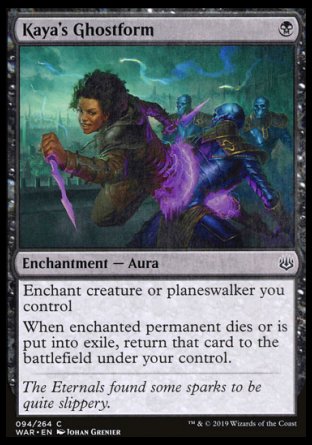 Kaya's Ghostform
Enchantment — Aura
Enchant creature or planeswalker you
control
When enchanted permanent dies or is
put into exile, return that card to the
battlefield under your control.
The Eternals found some sparks to be
quite slippery.
094/264 C
WAR • EN Johan Grenier
™ & © 2019 Wizards of the Coast